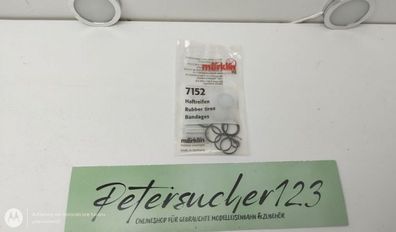 märklin
7152
Haftreifen
Rubber tires
Bandages
märklin
Petersucher123
ONLINESHOP FÜR GEBRAUCHTE MODELLEISENBAHN & ZUBEHÖR